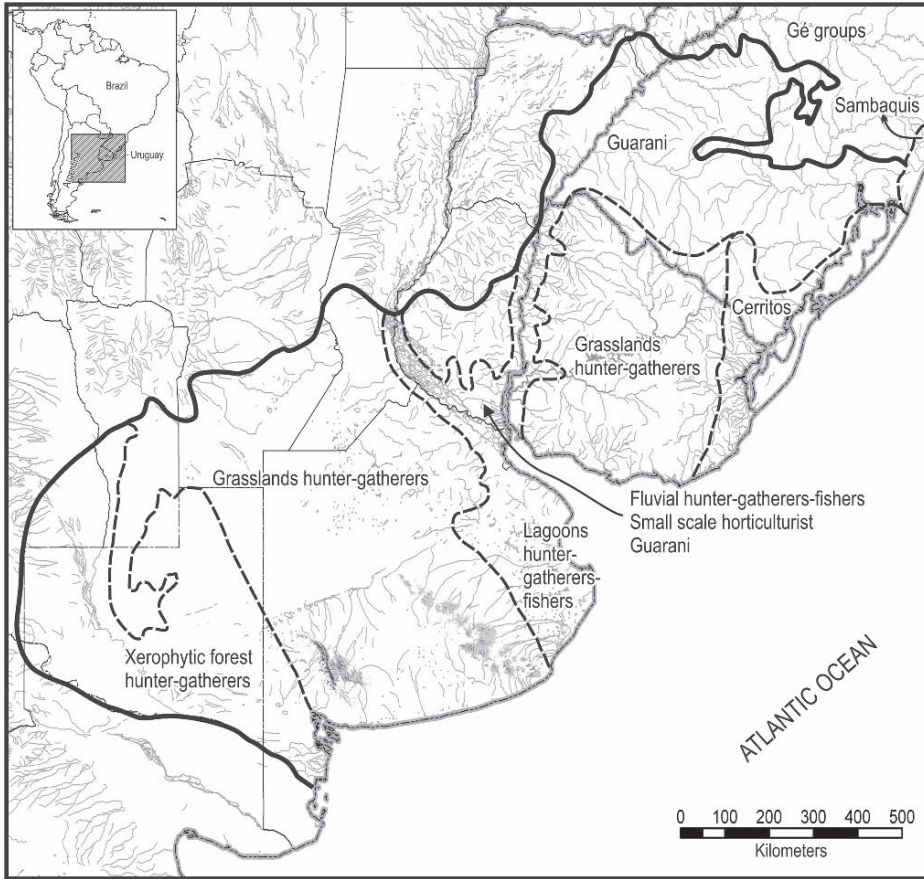 Brazil
Uruguay
Gé groups
Sambaquis
Guarani
Cerritos
Grasslands
hunter-gatherers
Grasslands hunter-gatherers
Fluvial hunter-gatherers-fishers
Small scale horticulturist
Guarani
Lagoons
hunter-
gatherers-
fishers
Xerophytic forest
hunter-gatherers
ATLANTIC OCEAN
0 100 200 300 400 500
Kilometers